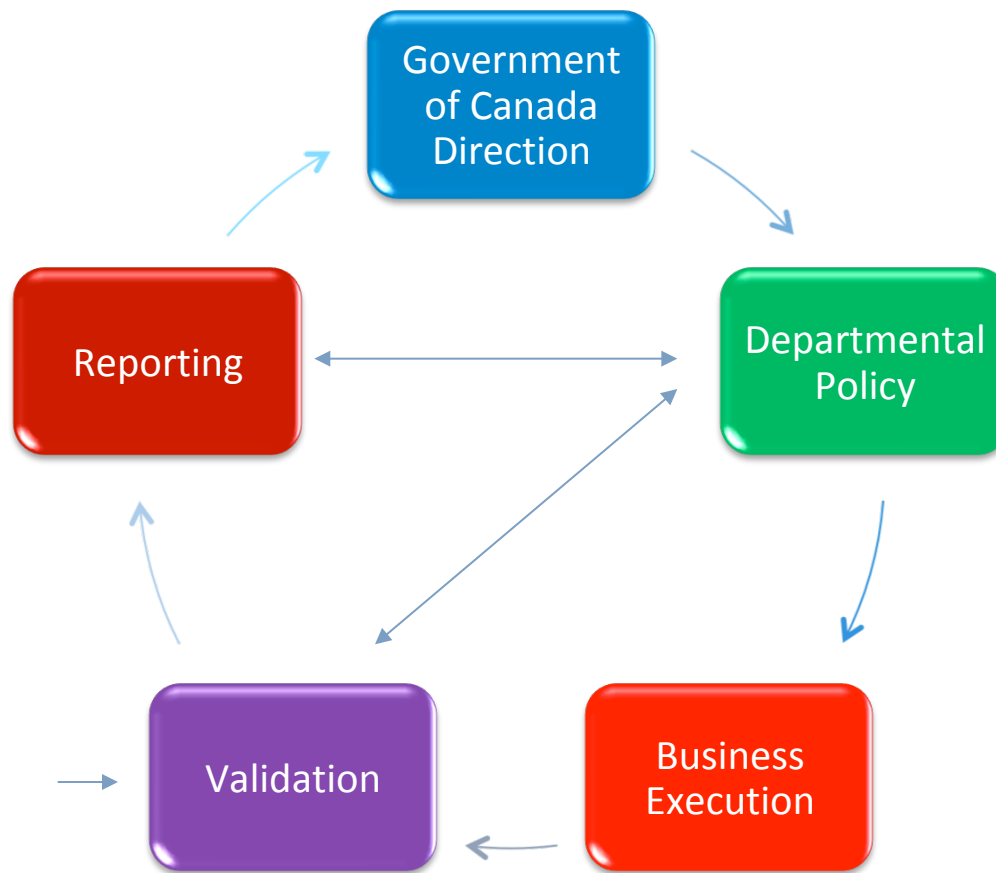 Government
of Canada
Direction
Reporting
Departmental
Policy
Validation
Business
Execution